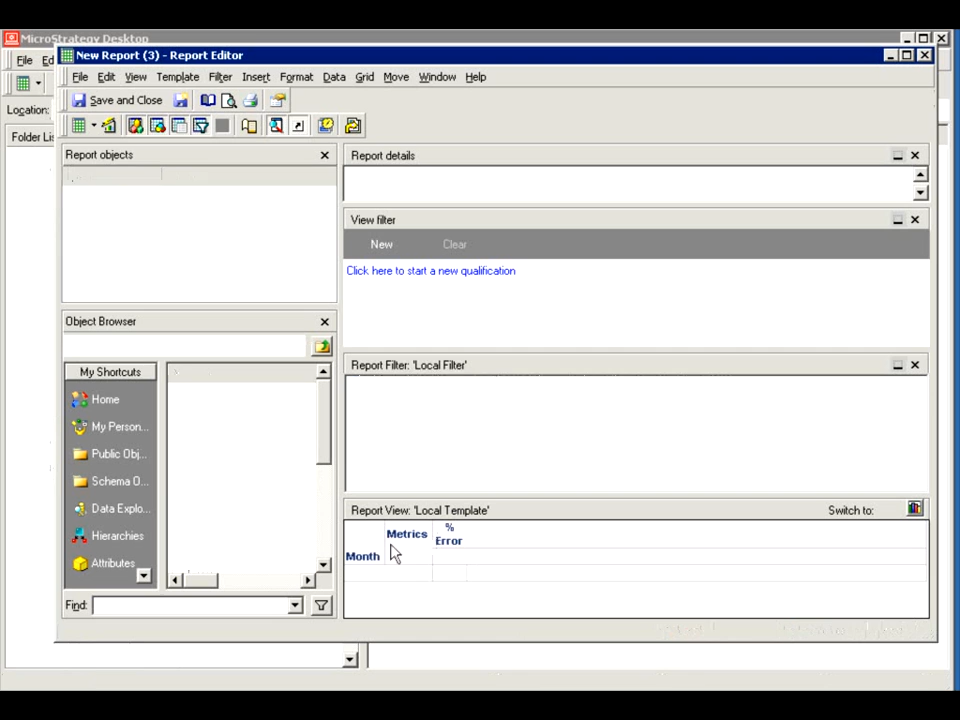 MicroStrategy Desktop
New Report (3) - Report Editor
File
File Edit View Template Filter Insert Format Data Grid Move Window Help
Save and Close
Location:
Folder Lis
Report objects
Report details
View filter
New Clear
Click here to start a new qualification
Object Browser
Report Filter: 'Local Filter'
My Shortcuts
Home
My Person...
Public Obj...
Schema O...
Data Explo...
Hierarchies
Attributes
Find:
Report View: 'Local Template' Switch to:
Metrics % Error
Month